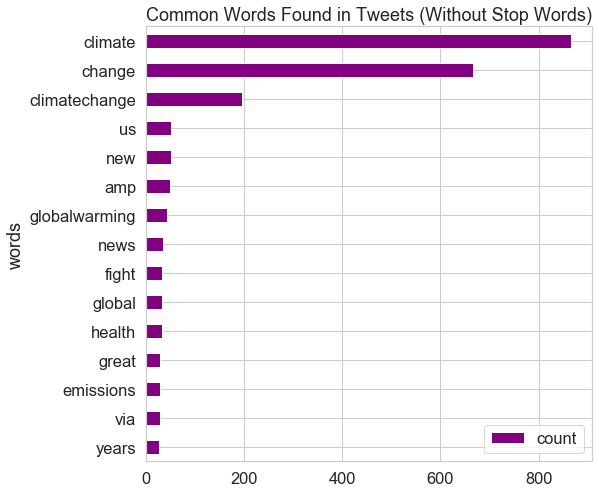 Common Words Found in Tweets (Without Stop Words)
climate
change
climatechange
us
new
amp
globalwarming
news
fight
global
health
great
emissions
via
years
words
0 200 400 600 800
count